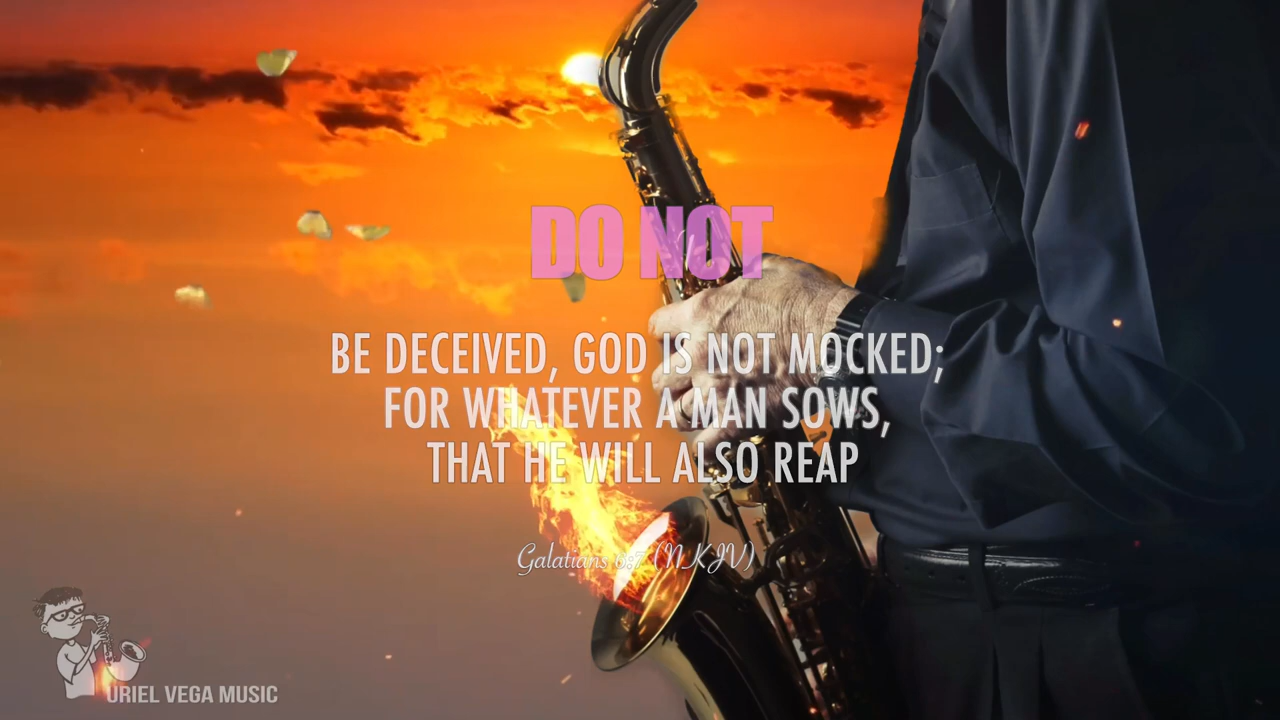 DO NOT
BE DECEIVED, GOD IS NOT MOCKED;
FOR WHATEVER A MAN SOWS,
THAT HE WILL ALSO REAP
Galatians 6:7 (NKJV)
URIEL VEGA MUSIC